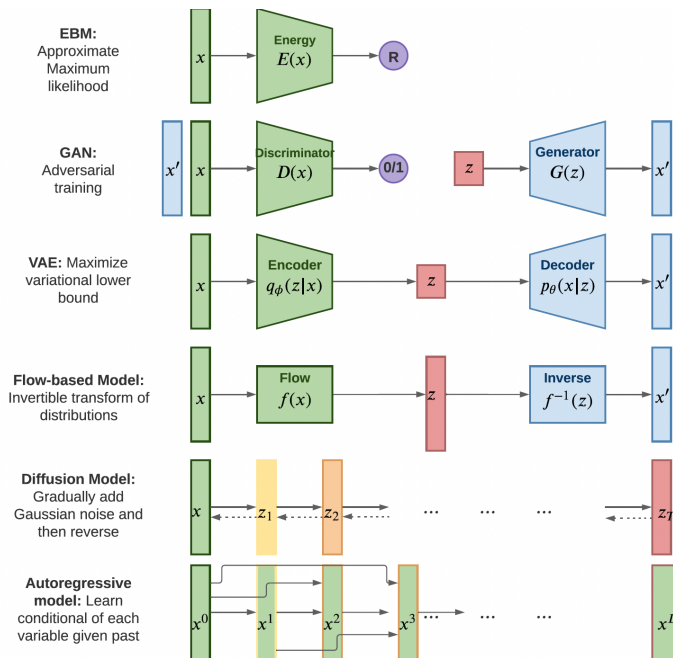 EBM:
Approximate
Maximum
likelihood
x
Energy
E(x)
R
GAN:
Adversarial
training
x′
x
Discriminator
D(x)
0/1
z
Generator
G(z)
x′
VAE: Maximize
variational lower
bound
x
Encoder
qϕ(z|x)
z
Decoder
pθ(x|z)
x′
Flow-based Model:
Invertible transform of
distributions
x
Flow
f(x)
z
Inverse
f⁻¹(z)
x′
Diffusion Model:
Gradually add
Gaussian noise and
then reverse
x
z₁
z₂
...
...
...
z_T
Autoregressive
model: Learn
conditional of each
variable given past
x⁰
x¹
x²
x³
...
...
...